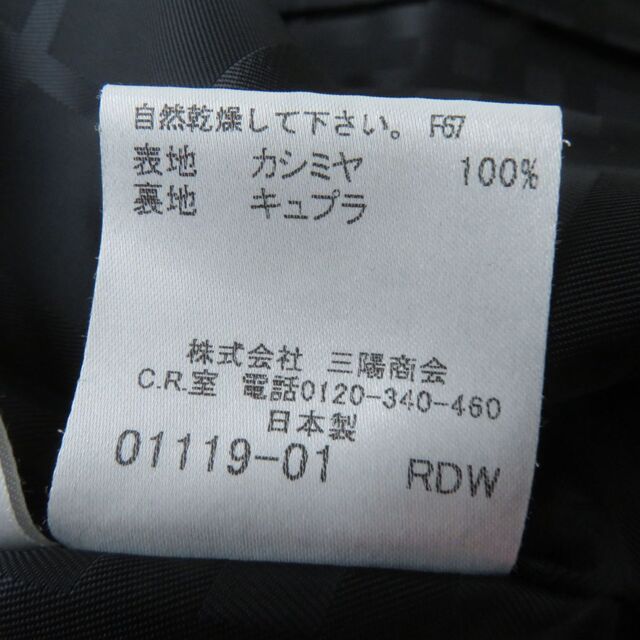 自然乾燥して下さい。 F67
表地 カシミヤ 100%
裏地 キュプラ
株式会社 三陽商会
C.R.室 電話0120-340-460
日本製
01119-01 RDW